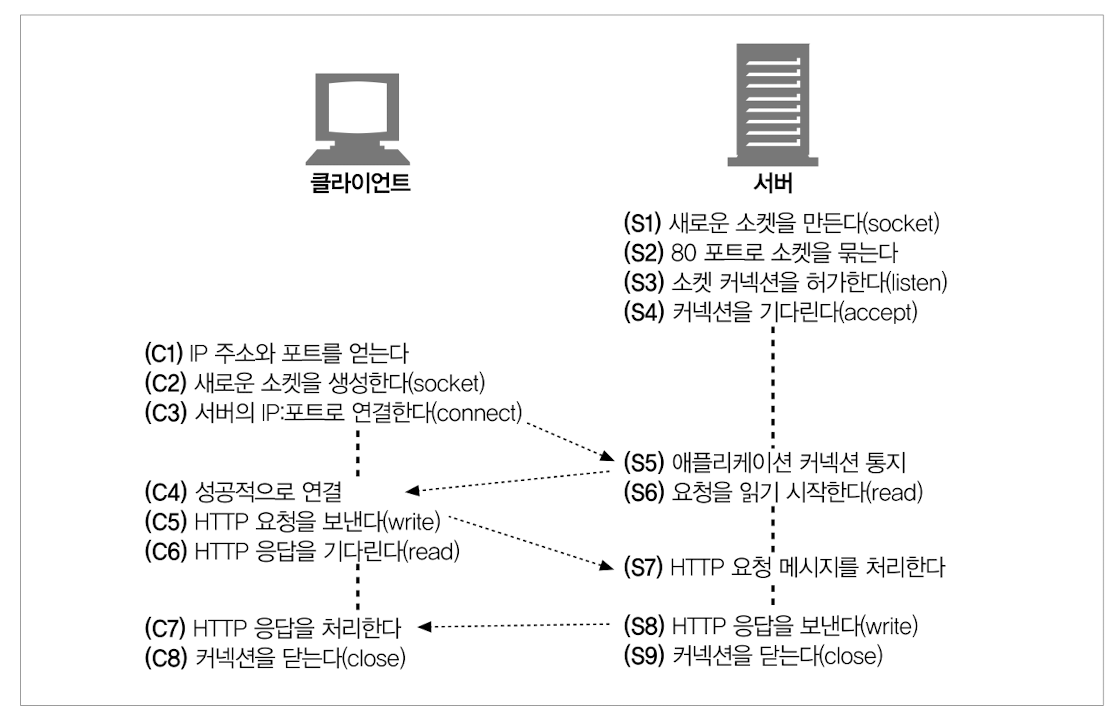 클라이언트
서버
(S1) 새로운 소켓을 만든다(socket)
(S2) 80 포트로 소켓을 묶는다
(S3) 소켓 커넥션을 허가한다(listen)
(S4) 커넥션을 기다린다(accept)
(C1) IP 주소와 포트를 얻는다
(C2) 새로운 소켓을 생성한다(socket)
(C3) 서버의 IP:포트로 연결한다(connect)
(S5) 애플리케이션 커넥션 통지
(S6) 요청을 읽기 시작한다(read)
(C4) 성공적으로 연결
(C5) HTTP 요청을 보낸다(write)
(C6) HTTP 응답을 기다린다(read)
(S7) HTTP 요청 메시지를 처리한다
(S8) HTTP 응답을 보낸다(write)
(S9) 커넥션을 닫는다(close)
(C7) HTTP 응답을 처리한다
(C8) 커넥션을 닫는다(close)